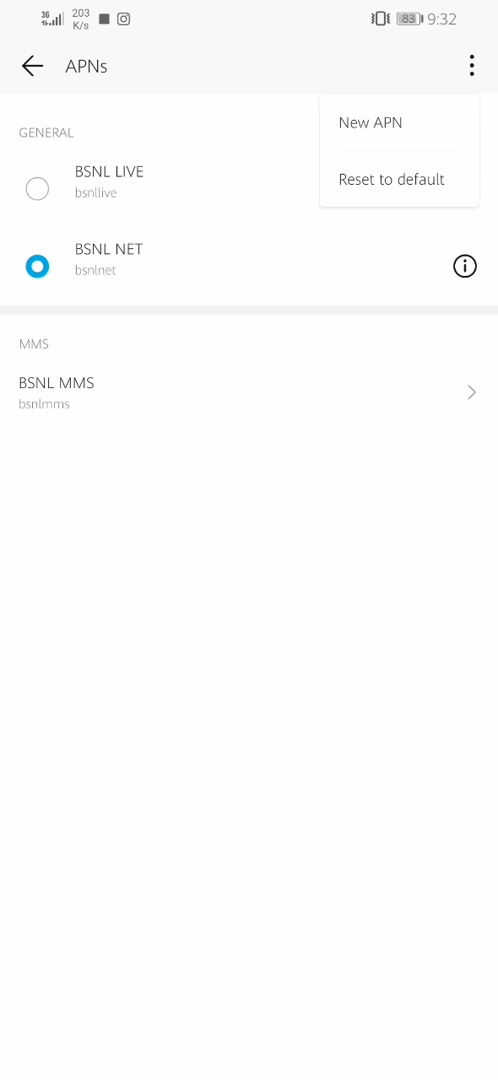 3G
203
K/s
83
9:32
APNs
New APN
Reset to default
GENERAL
BSNL LIVE
bsnllive
BSNL NET
bsnlnet
MMS
BSNL MMS
bsnlmms